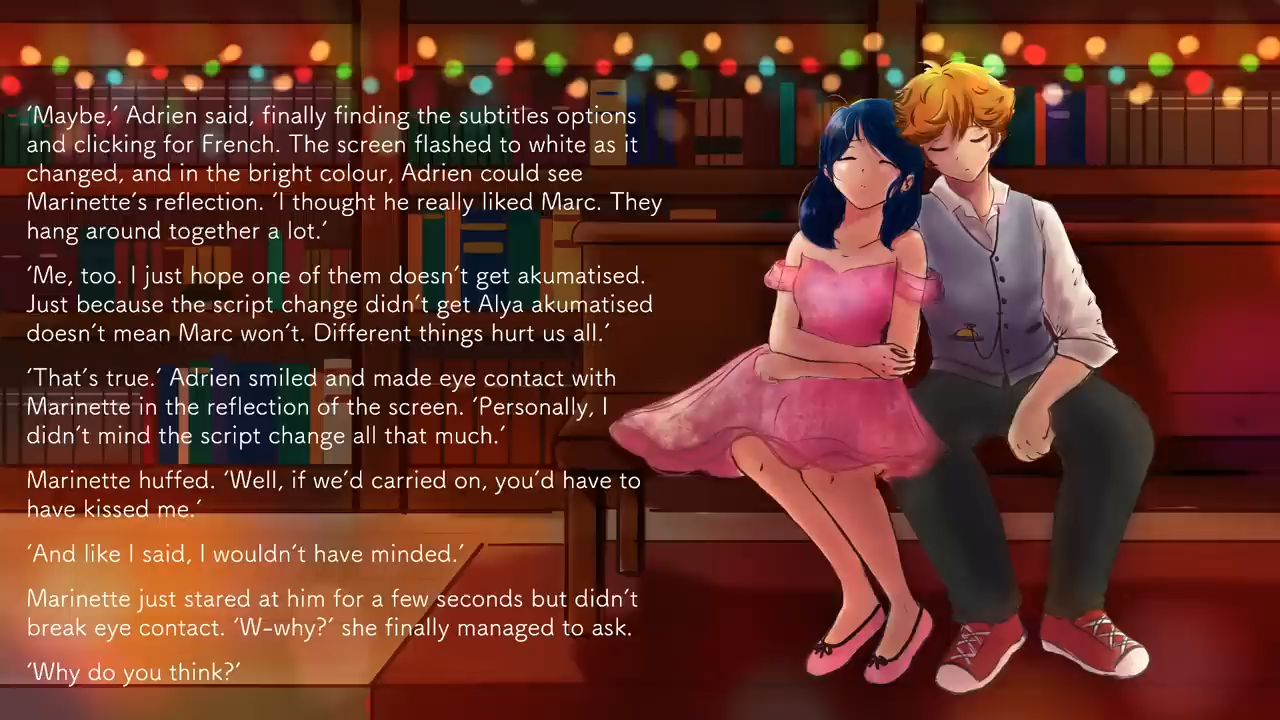 ‘Maybe,’ Adrien said, finally finding the subtitles options
and clicking for French. The screen flashed to white as it
changed, and in the bright colour, Adrien could see
Marinette’s reflection. ‘I thought he really liked Marc. They
hang around together a lot.’
‘Me, too. I just hope one of them doesn’t get akumatised.
Just because the script change didn’t get Alya akumatised
doesn’t mean Marc won’t. Different things hurt us all.’
‘That’s true.’ Adrien smiled and made eye contact with
Marinette in the reflection of the screen. ‘Personally, I
didn’t mind the script change all that much.’
Marinette huffed. ‘Well, if we’d carried on, you’d have to
have kissed me.’
‘And like I said, I wouldn’t have minded.’
Marinette just stared at him for a few seconds but didn’t
break eye contact. ‘W-why?’ she finally managed to ask.
‘Why do you think?’